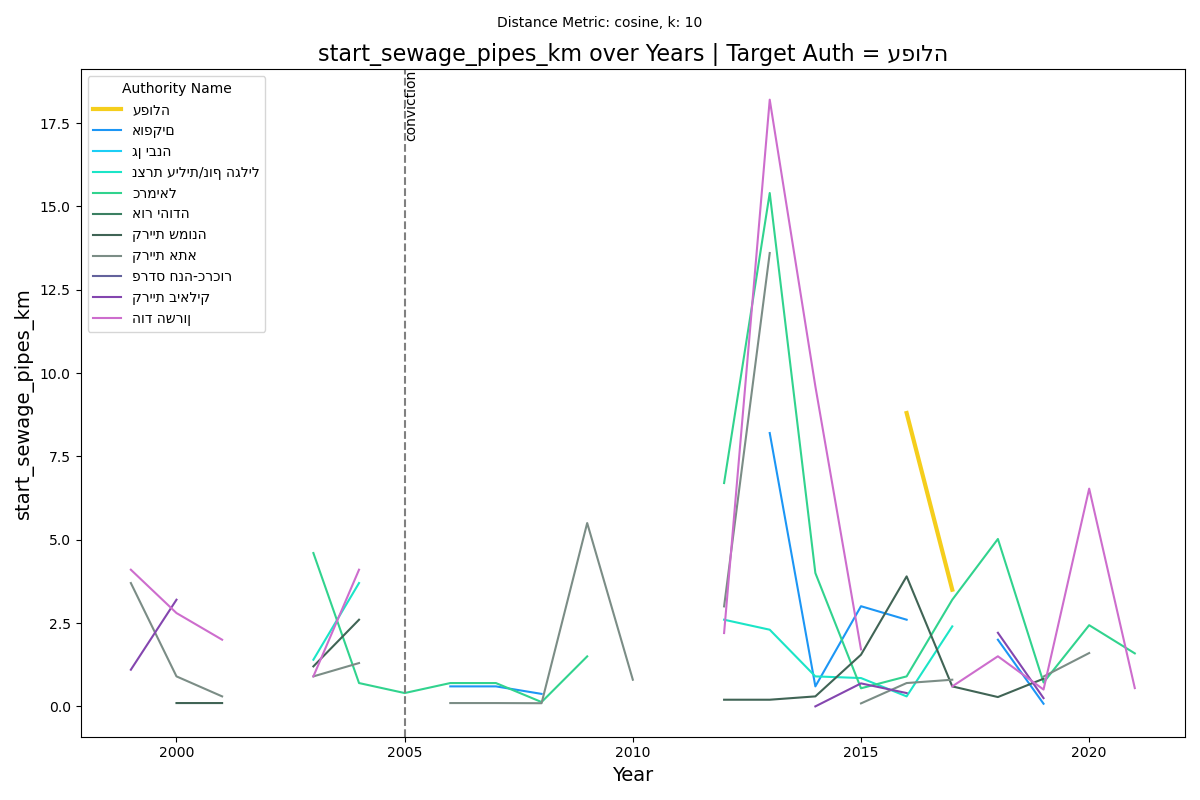 Distance Metric: cosine, k: 10
start_sewage_pipes_km over Years | Target Auth = עפולה
conviction
Authority Name
עפולה
אופקים
גן יבנה
נצרת עילית/נוף הגליל
כרמיאל
אור יהודה
קריית שמונה
קריית אתא
פרדס חנה-כרכור
קריית ביאליק
הוד השרון
start_sewage_pipes_km
17.5
15.0
12.5
10.0
7.5
5.0
2.5
0.0
2000
2005
2010
2015
2020
Year